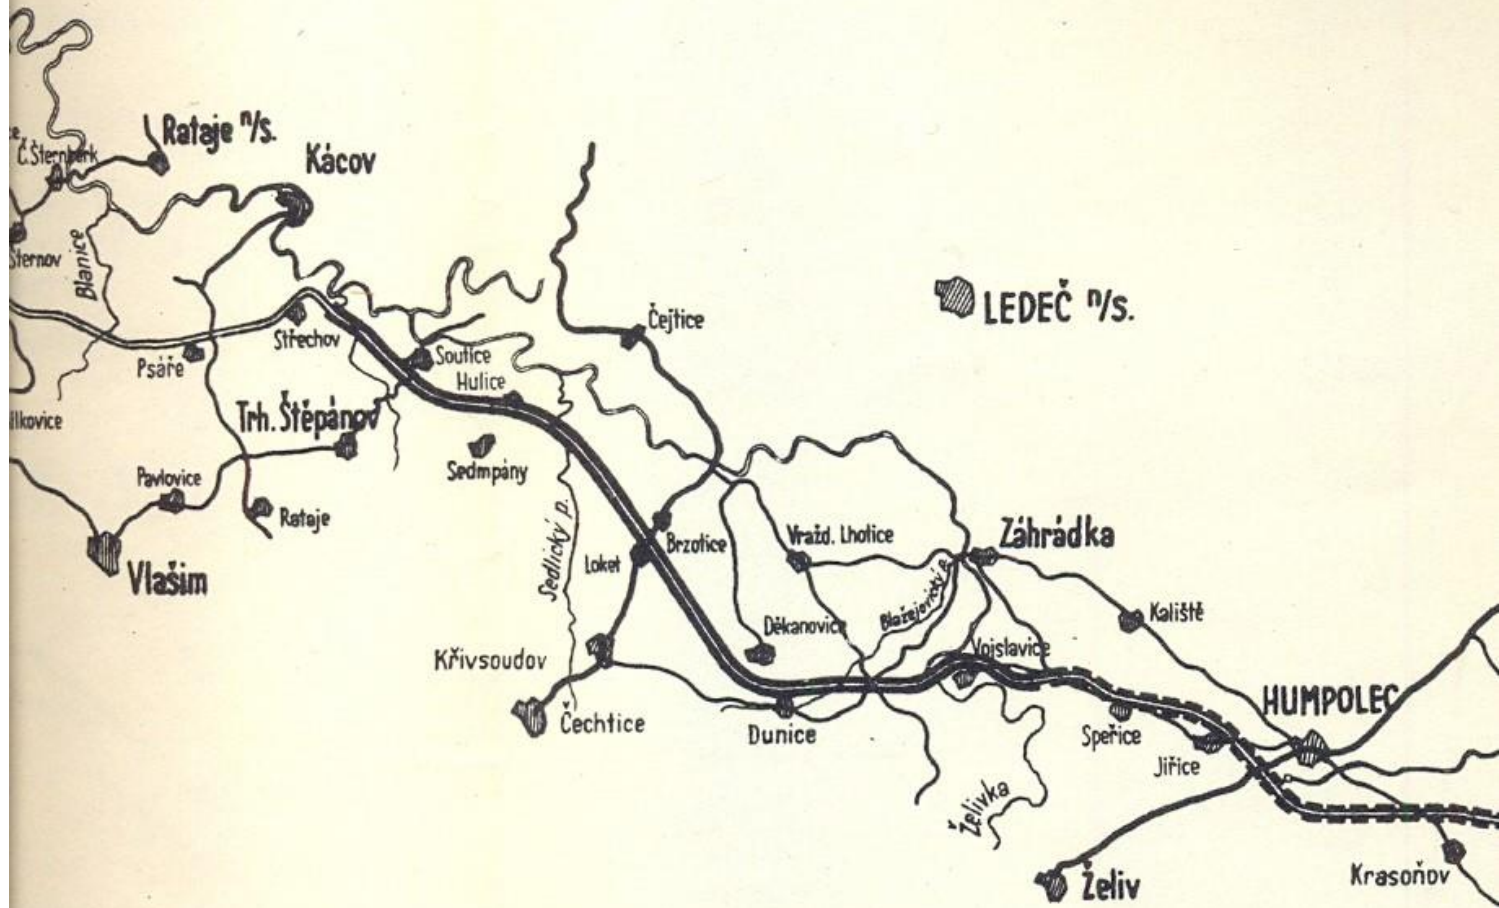 Rataje n/s.
Č. Šternberk
Kácov
Šternov
Blanice
LEDEČ n/s.
Čejtice
Střechov
Psáře
Soutice
Hulice
Trh. Štěpánov
ílkovice
Sedmpány
Pavlovice
Rataje
Vlašim
Sedlický p.
Loket
Brzotice
Vražd. Lhotice
Záhrádka
Blažejovický p.
Kaliště
Děkanovice
Křivsoudov
Vojslavice
HUMPOLEC
Čechtice
Dunice
Speřice
Jiřice
Želivka
Želiv
Krasoňov